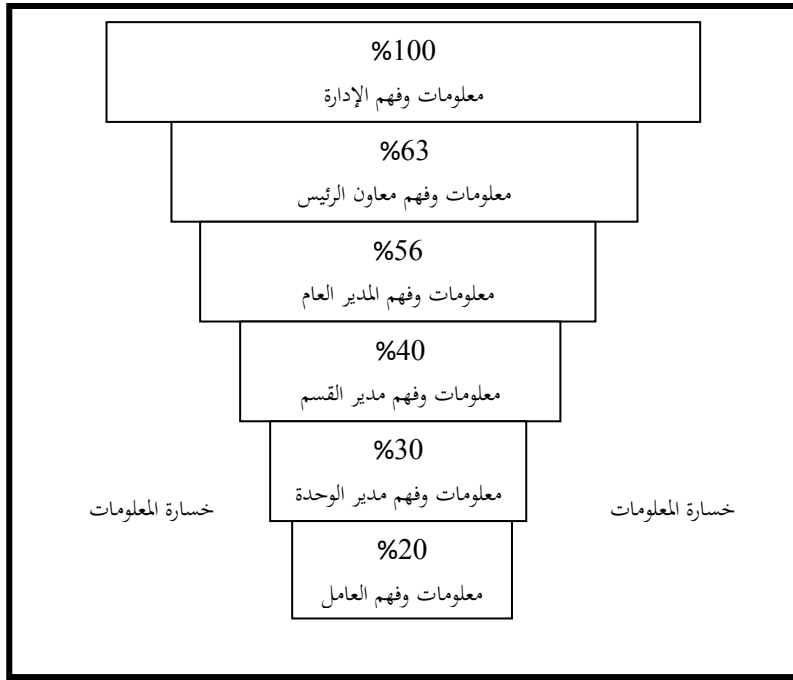 %100
معلومات وفهم الإدارة
%63
معلومات وفهم معاون الرئيس
%56
معلومات وفهم المدير العام
%40
معلومات وفهم مدير القسم
%30
معلومات وفهم مدير الوحدة
خسارة المعلومات
خسارة المعلومات
%20
معلومات وفهم العامل